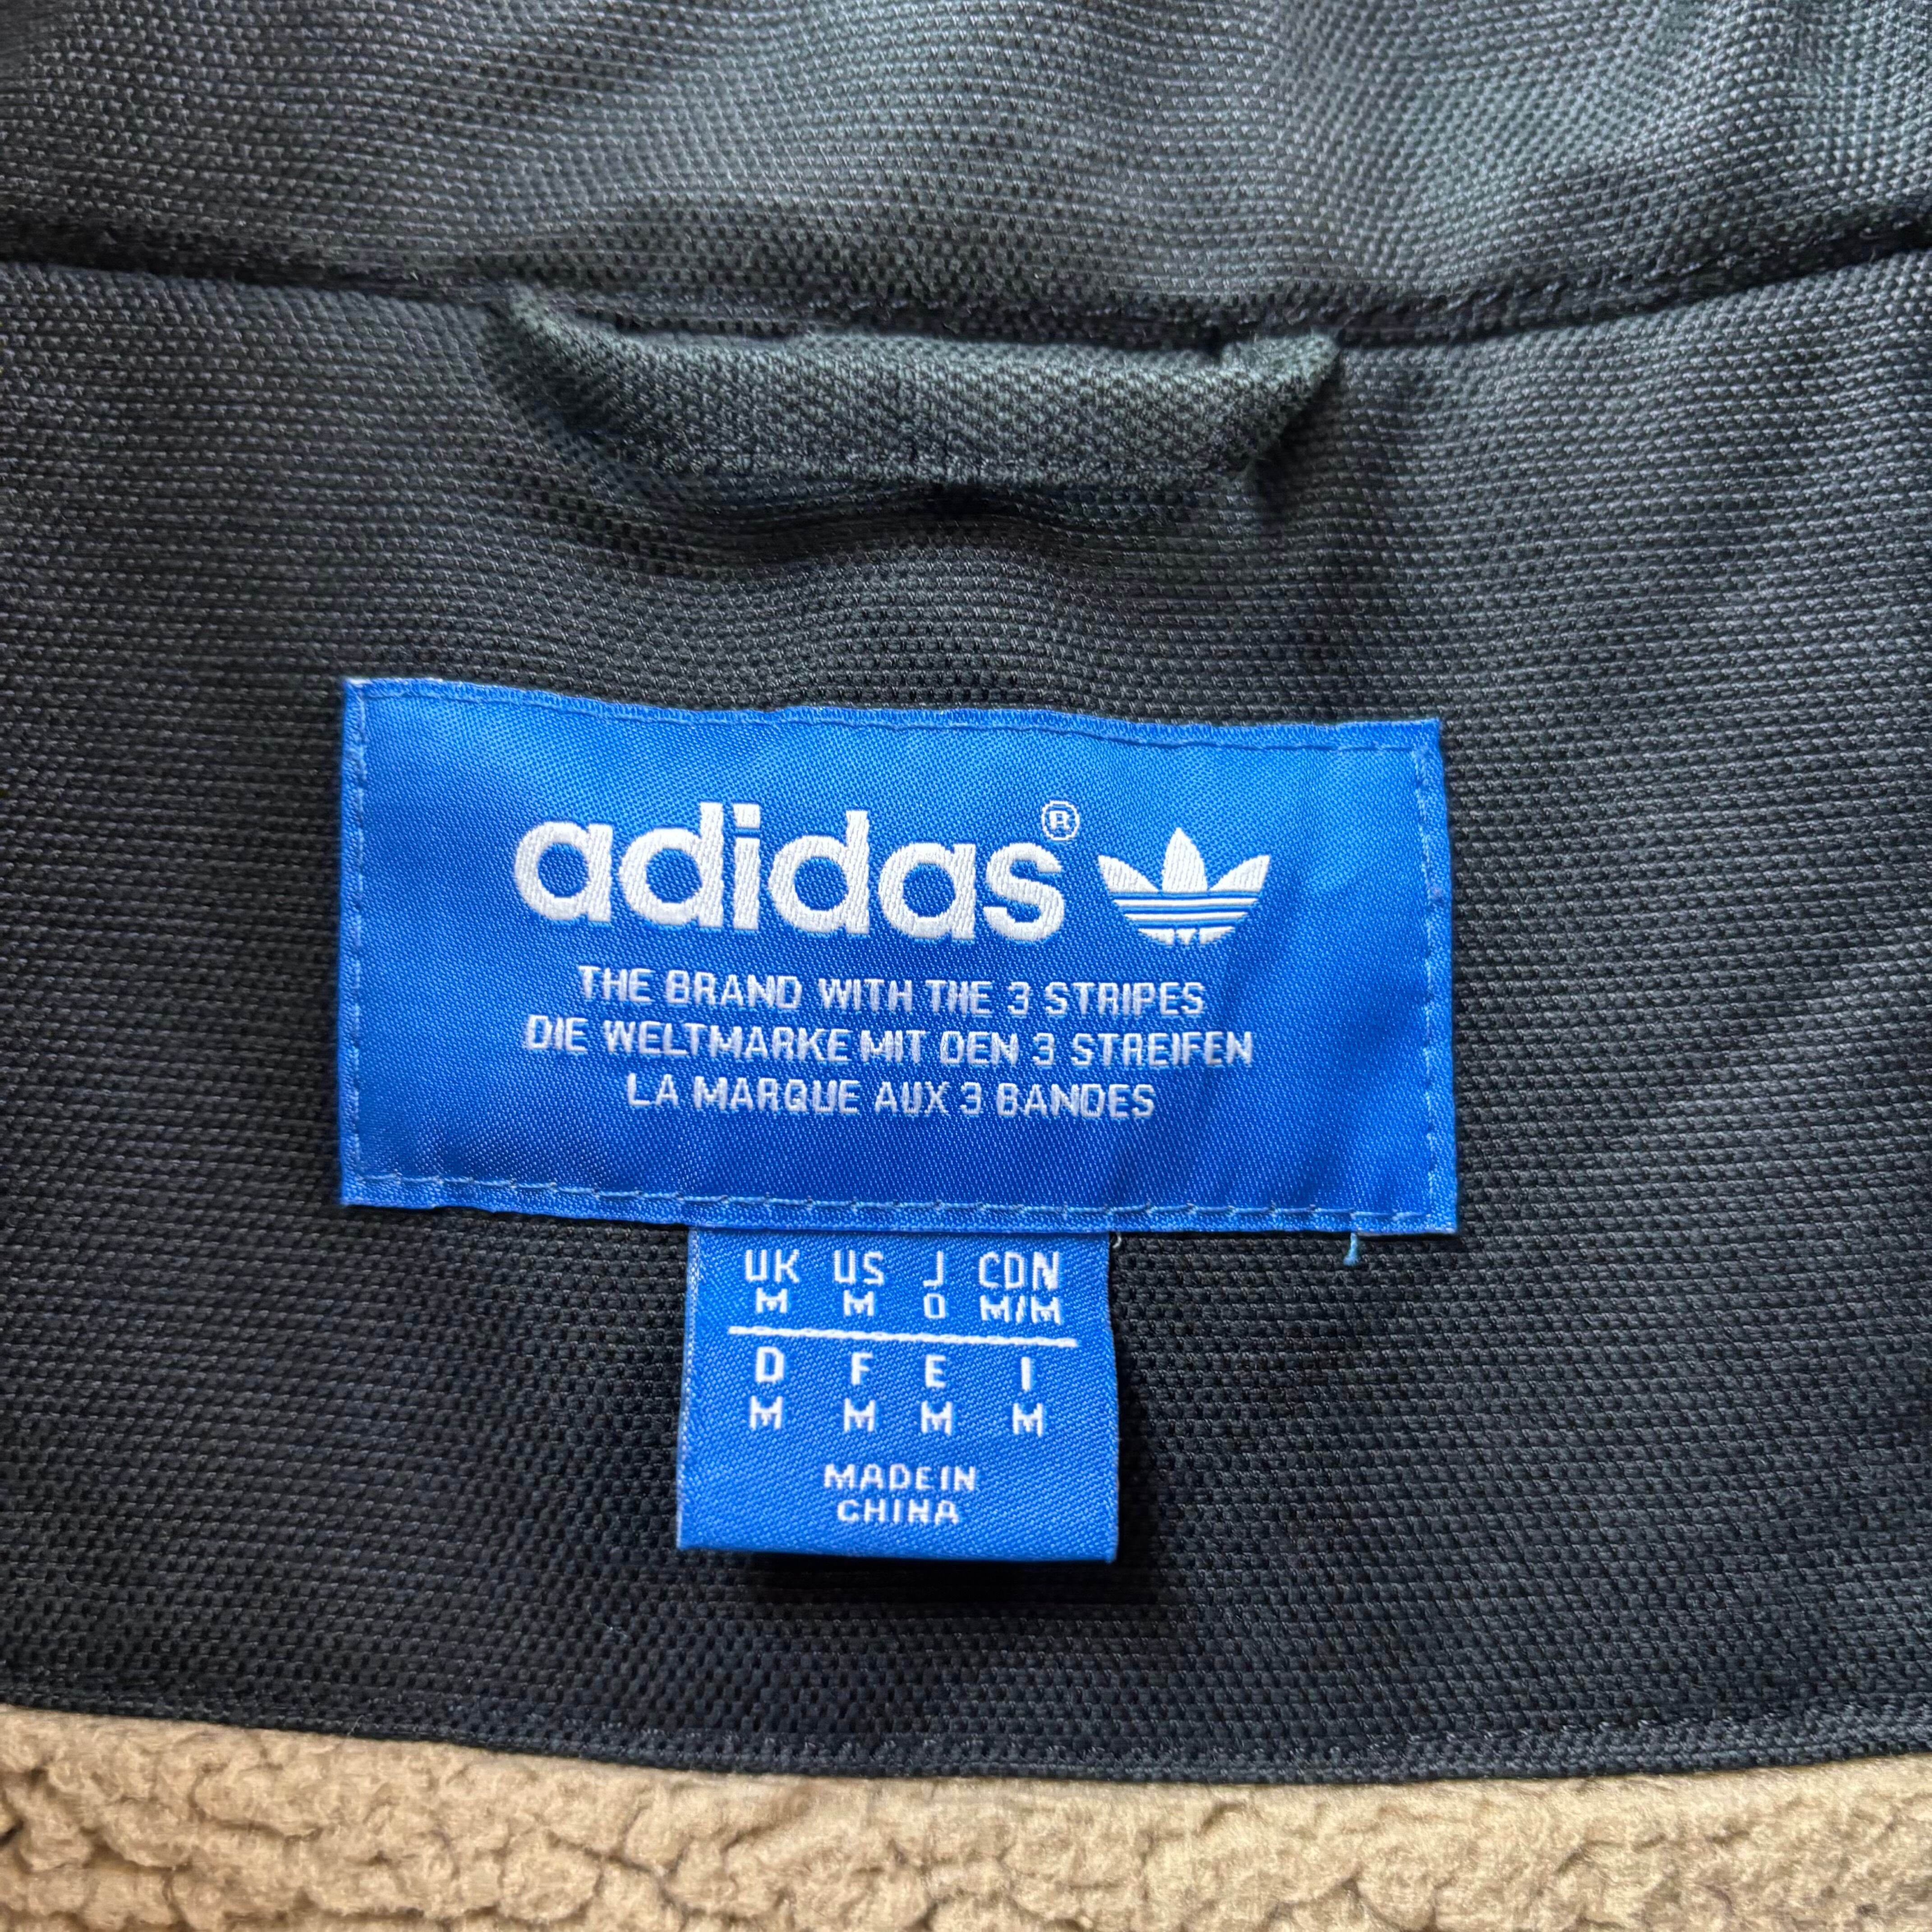 adidas®
THE BRAND WITH THE 3 STRIPES
DIE WELTMARKE MIT DEN 3 STREIFEN
LA MARQUE AUX 3 BANDES
UK US J CDN
M M O M/M
D F E I
M M M M
MADE IN
CHINA